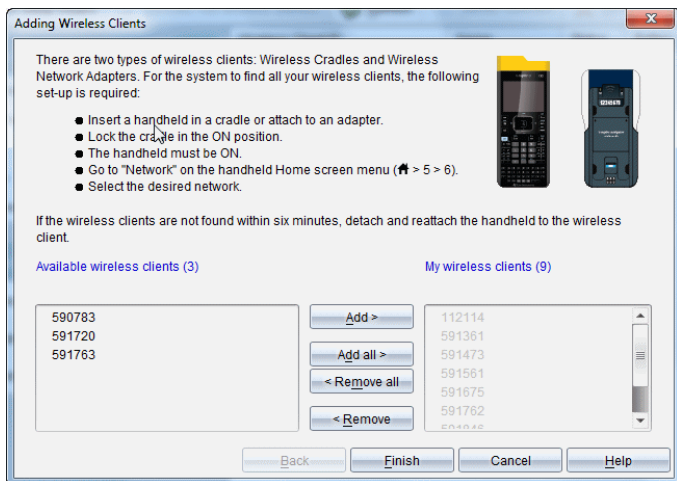 Adding Wireless Clients
There are two types of wireless clients: Wireless Cradles and Wireless
Network Adapters. For the system to find all your wireless clients, the following
set-up is required:
Insert a handheld in a cradle or attach to an adapter.
Lock the cradle in the ON position.
The handheld must be ON.
Go to "Network" on the handheld Home screen menu ( > 5 > 6).
Select the desired network.
If the wireless clients are not found within six minutes, detach and reattach the handheld to the wireless
client.
Available wireless clients (3)
My wireless clients (9)
590783
591720
591763
Add >
Add all >
< Remove all
< Remove
112114
591361
591473
591561
591675
591762
Back
Finish
Cancel
Help